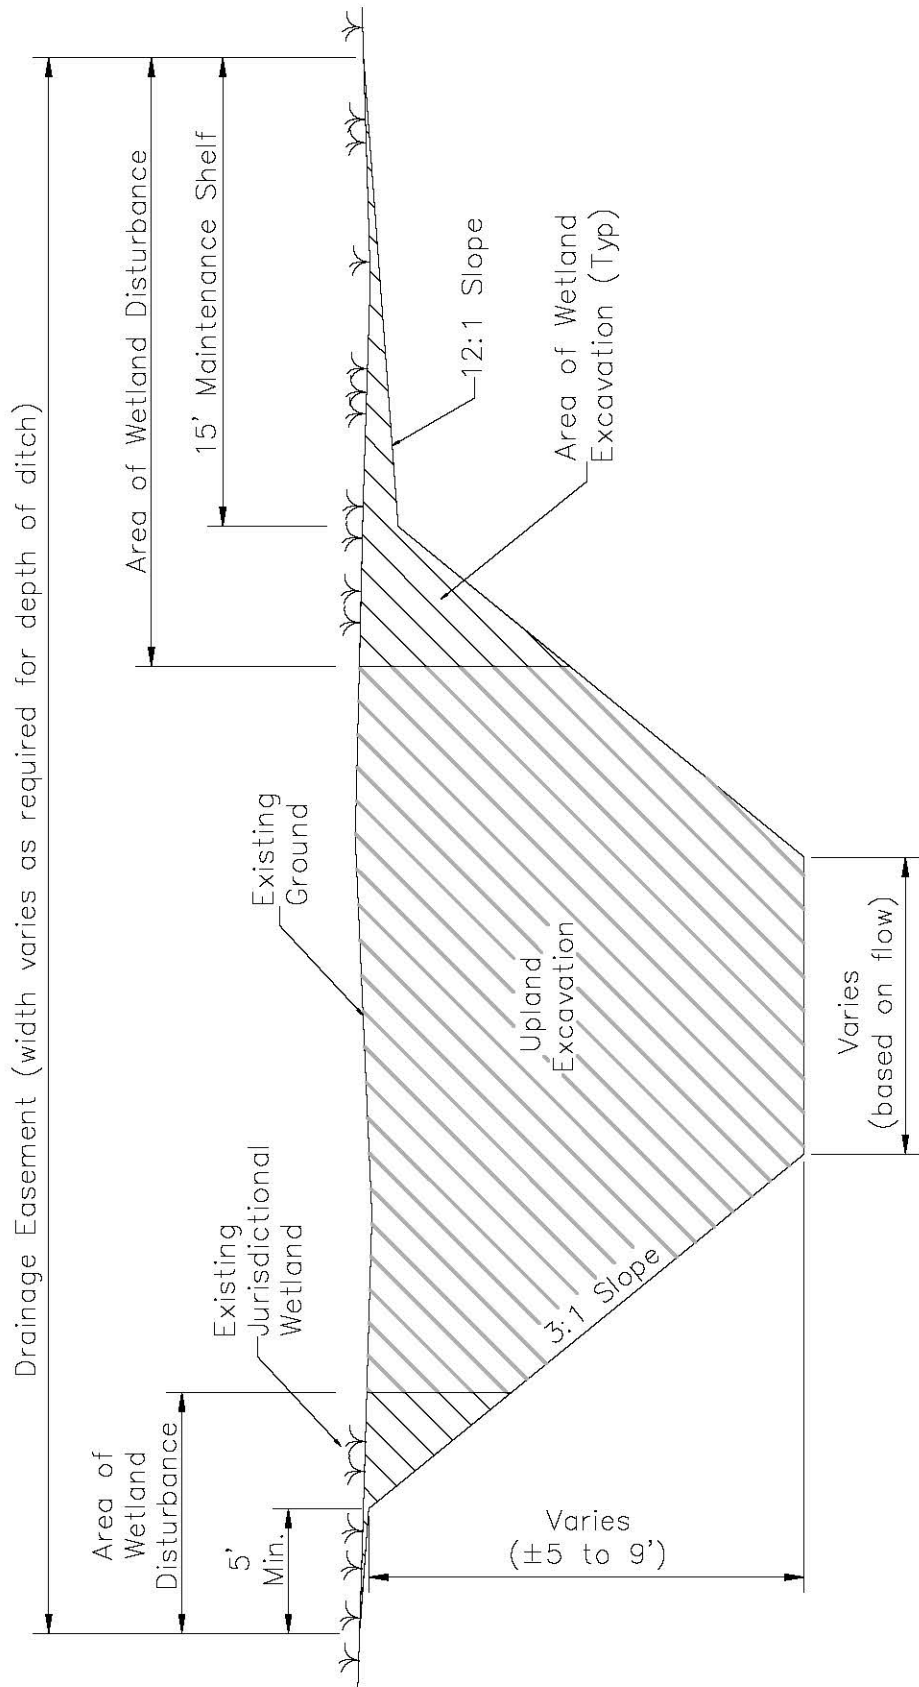 Drainage Easement (width varies as required for depth of ditch)
Area of
Wetland
Disturbance
Area of Wetland Disturbance
5'
Min.
15' Maintenance Shelf
Existing
Jurisdictional
Wetland
Existing
Ground
12:1 Slope
Area of Wetland
Excavation (Typ)
Upland
Excavation
3:1 Slope
Varies
(±5 to 9')
Varies
(based on flow)